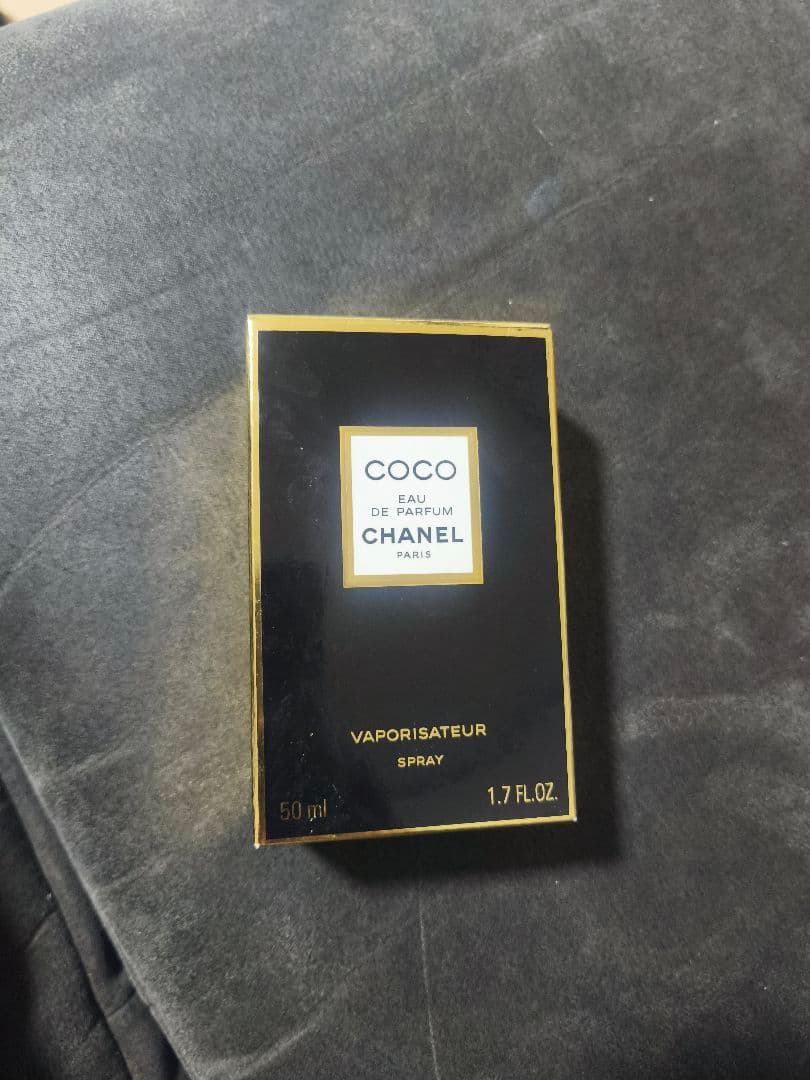 COCO
EAU
DE PARFUM
CHANEL
PARIS
VAPORISATEUR
SPRAY
50 ml
1.7 FL.OZ.